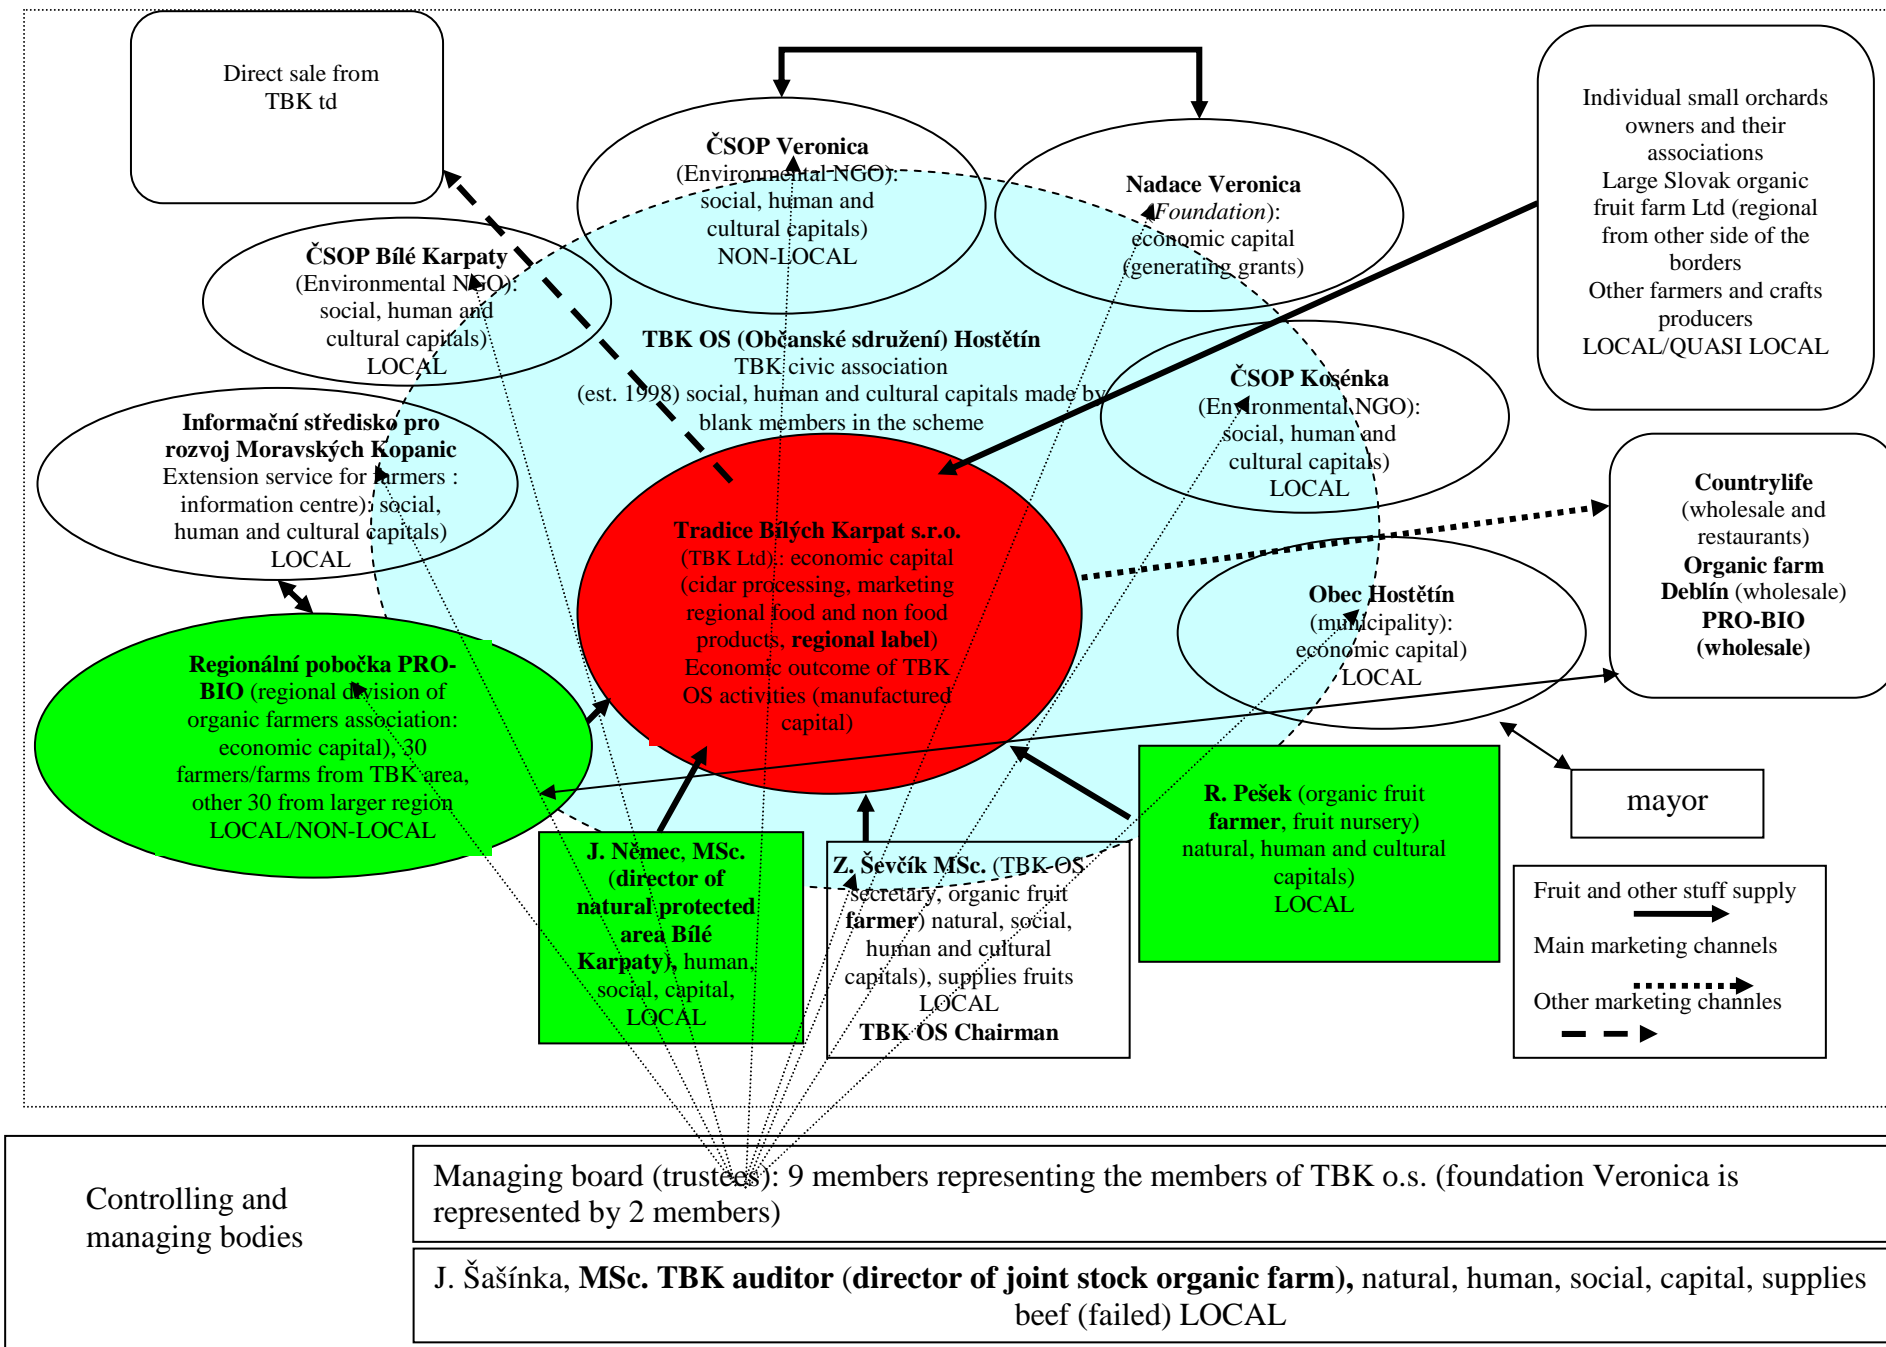 Direct sale from
TBK td
ČSOP Veronica
(Environmental NGO):
social, human and
cultural capitals)
NON-LOCAL
Nadace Veronica
(Foundation):
economic capital
(generating grants)
Individual small orchards
owners and their
associations
Large Slovak organic
fruit farm Ltd (regional
from other side of the
borders
Other farmers and crafts
producers
LOCAL/QUASI LOCAL
ČSOP Bílé Karpaty
(Environmental NGO):
social, human and
cultural capitals)
LOCAL
TBK OS (Občanské sdružení) Hostětín
TBK civic association
(est. 1998) social, human and cultural capitals made by
blank members in the scheme
ČSOP Kosénka
(Environmental NGO):
social, human and
cultural capitals)
LOCAL
Informační středisko pro
rozvoj Moravských Kopanic
Extension service for farmers :
information centre): social,
human and cultural capitals)
LOCAL
Countrylife
(wholesale and
restaurants)
Organic farm
Deblín (wholesale)
PRO-BIO
(wholesale)
Tradice Bílých Karpat s.r.o.
(TBK Ltd).: economic capital
(cidar processing, marketing
regional food and non food
products, regional label)
Economic outcome of TBK
OS activities (manufactured
capital)
Obec Hostětín
(municipality):
economic capital)
LOCAL
Regionální pobočka PRO-
BIO (regional division of
organic farmers association:
economic capital), 30
farmers/farms from TBK area,
other 30 from larger region
LOCAL/NON-LOCAL
mayor
J. Němec, MSc.
(director of
natural protected
area Bílé
Karpaty), human,
social, capital,
LOCAL
Z. Ševčík MSc. (TBK OS
secretary, organic fruit
farmer) natural, social,
human and cultural
capitals), supplies fruits
LOCAL
TBK OS Chairman
R. Pešek (organic fruit
farmer, fruit nursery)
natural, human and cultural
capitals)
LOCAL
Fruit and other stuff supply
Main marketing channels
Other marketing channles
Controlling and
managing bodies
Managing board (trustees): 9 members representing the members of TBK o.s. (foundation Veronica is
represented by 2 members)
J. Šašínka, MSc. TBK auditor (director of joint stock organic farm), natural, human, social, capital, supplies
beef (failed) LOCAL